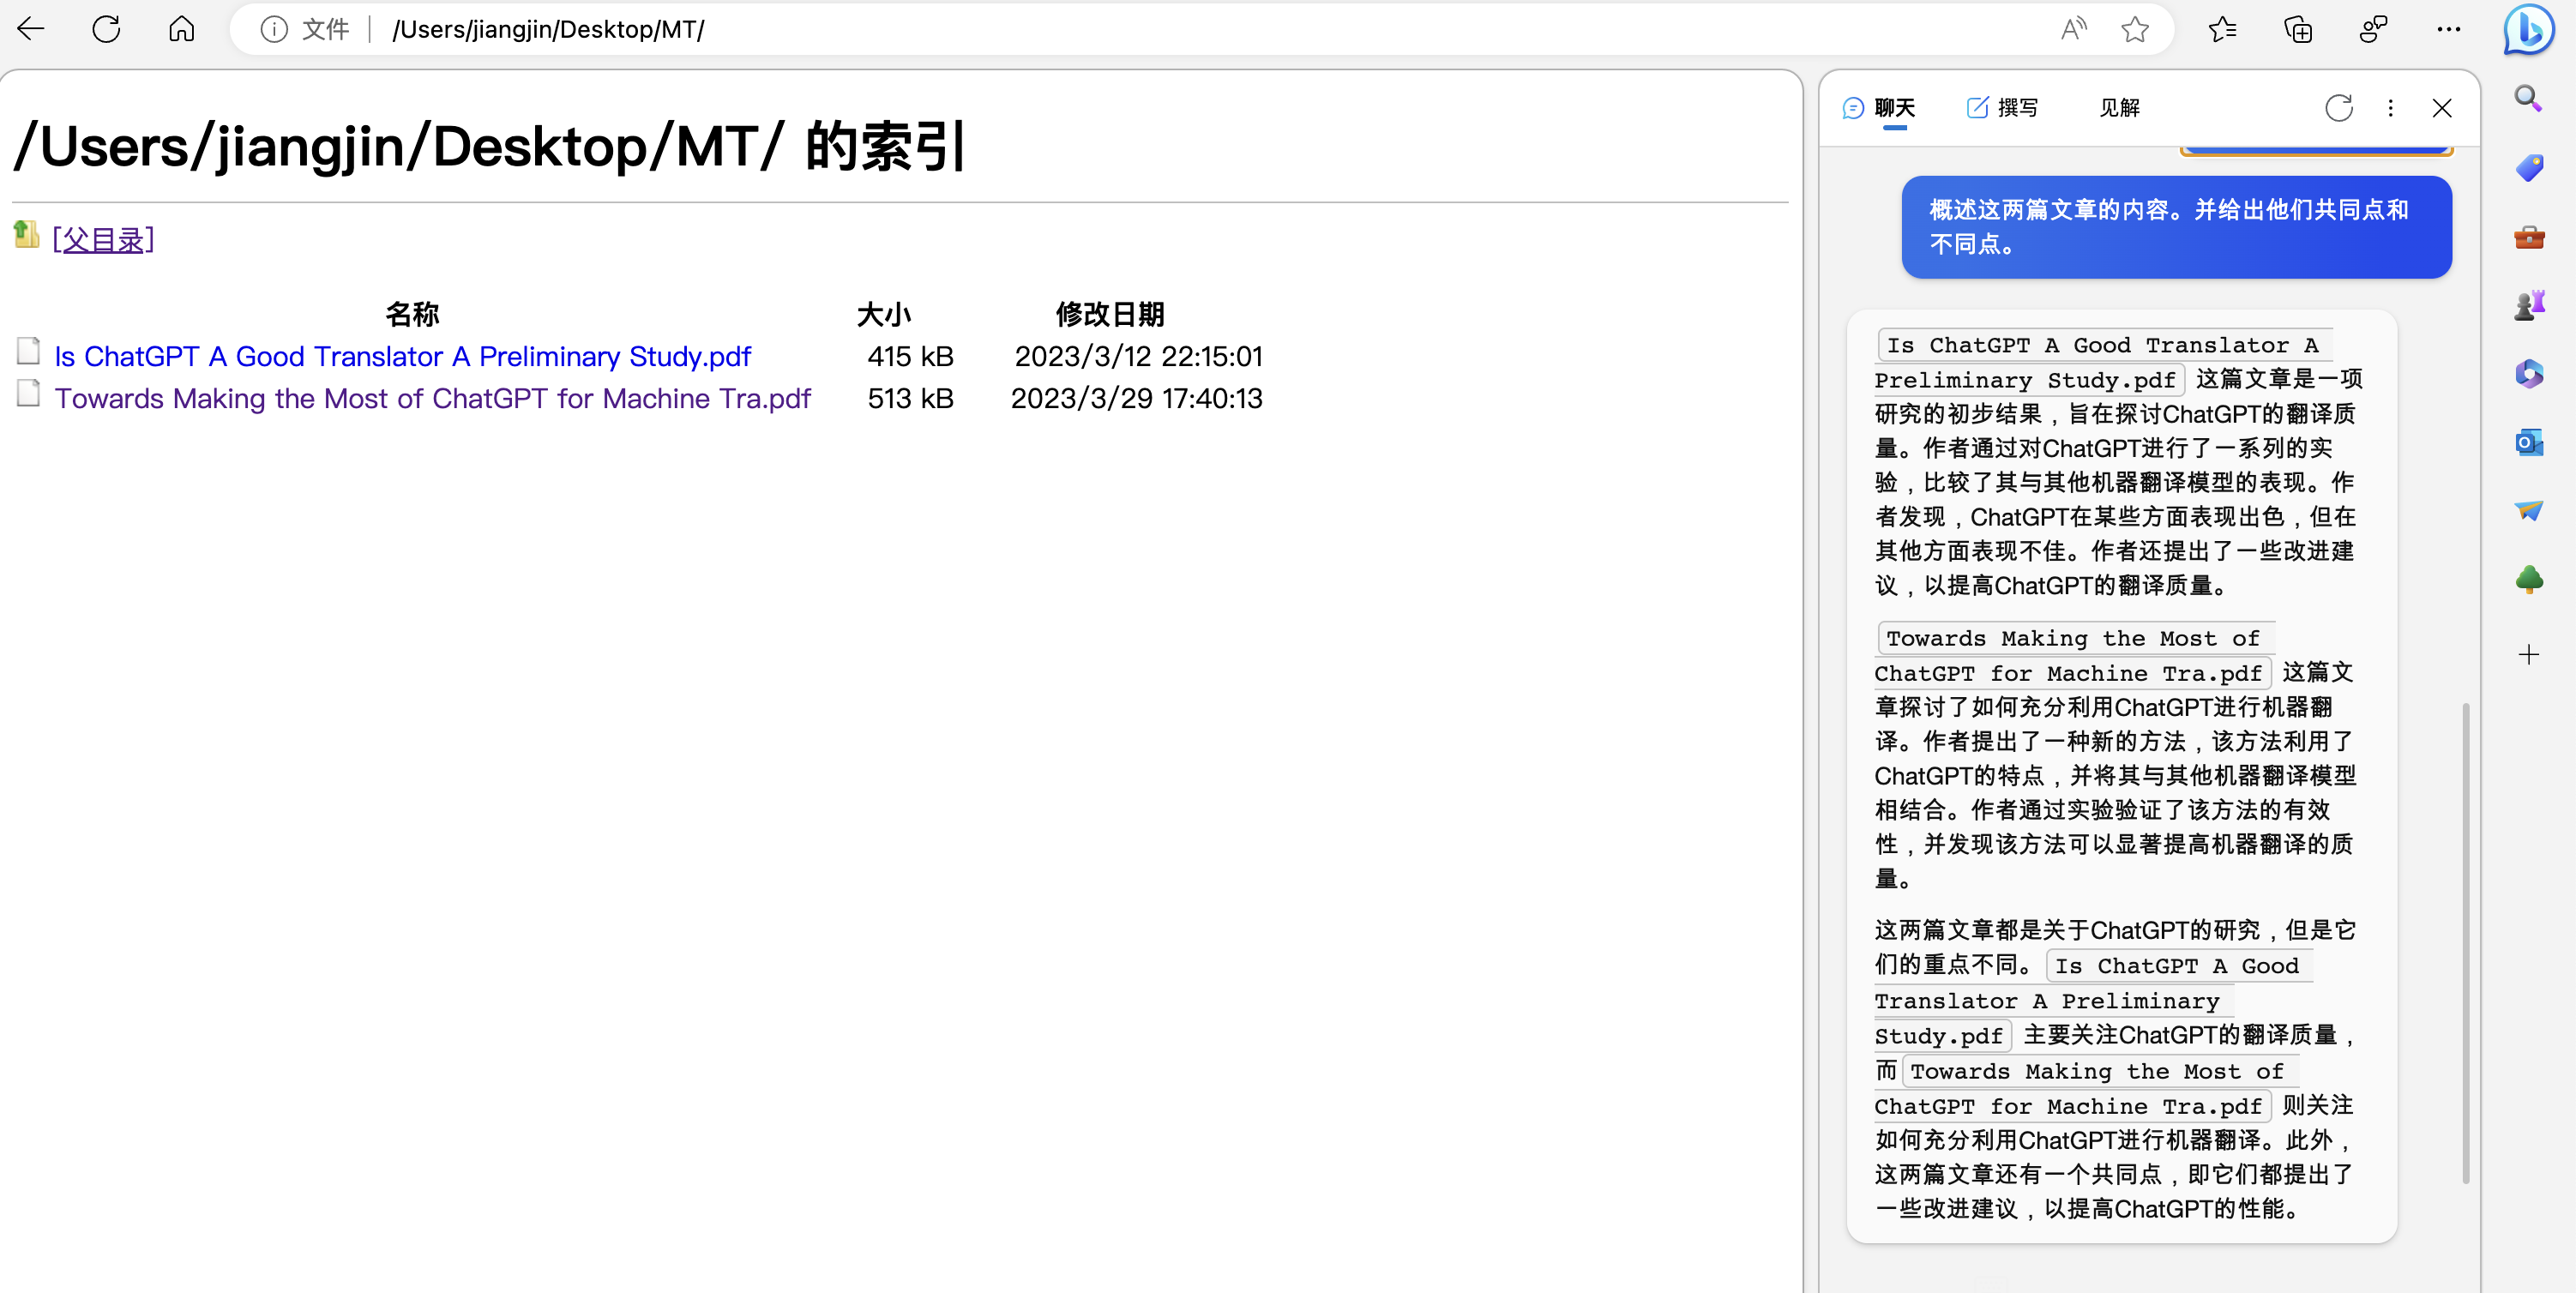 文件 | /Users/jiangjin/Desktop/MT/
/Users/jiangjin/Desktop/MT/ 的索引
[父目录]
名称 大小 修改日期
Is ChatGPT A Good Translator A Preliminary Study.pdf 415 kB 2023/3/12 22:15:01
Towards Making the Most of ChatGPT for Machine Tra.pdf 513 kB 2023/3/29 17:40:13
聊天 撰写 见解
概述这两篇文章的内容。并给出他们共同点和
不同点。
Is ChatGPT A Good Translator A
Preliminary Study.pdf 这篇文章是一项
研究的初步结果，旨在探讨ChatGPT的翻译质
量。作者通过对ChatGPT进行了一系列的实
验，比较了其与其他机器翻译模型的表现。作
者发现，ChatGPT在某些方面表现出色，但在
其他方面表现不佳。作者还提出了一些改进建
议，以提高ChatGPT的翻译质量。
Towards Making the Most of
ChatGPT for Machine Tra.pdf 这篇文
章探讨了如何充分利用ChatGPT进行机器翻
译。作者提出了一种新的方法，该方法利用了
ChatGPT的特点，并将其与其他机器翻译模型
相结合。作者通过实验验证了该方法的有效
性，并发现该方法可以显著提高机器翻译的质
量。
这两篇文章都是关于ChatGPT的研究，但是它
们的重点不同。 Is ChatGPT A Good
Translator A Preliminary
Study.pdf 主要关注ChatGPT的翻译质量，
而 Towards Making the Most of
ChatGPT for Machine Tra.pdf 则关注
如何充分利用ChatGPT进行机器翻译。此外，
这两篇文章还有一个共同点，即它们都提出了
一些改进建议，以提高ChatGPT的性能。